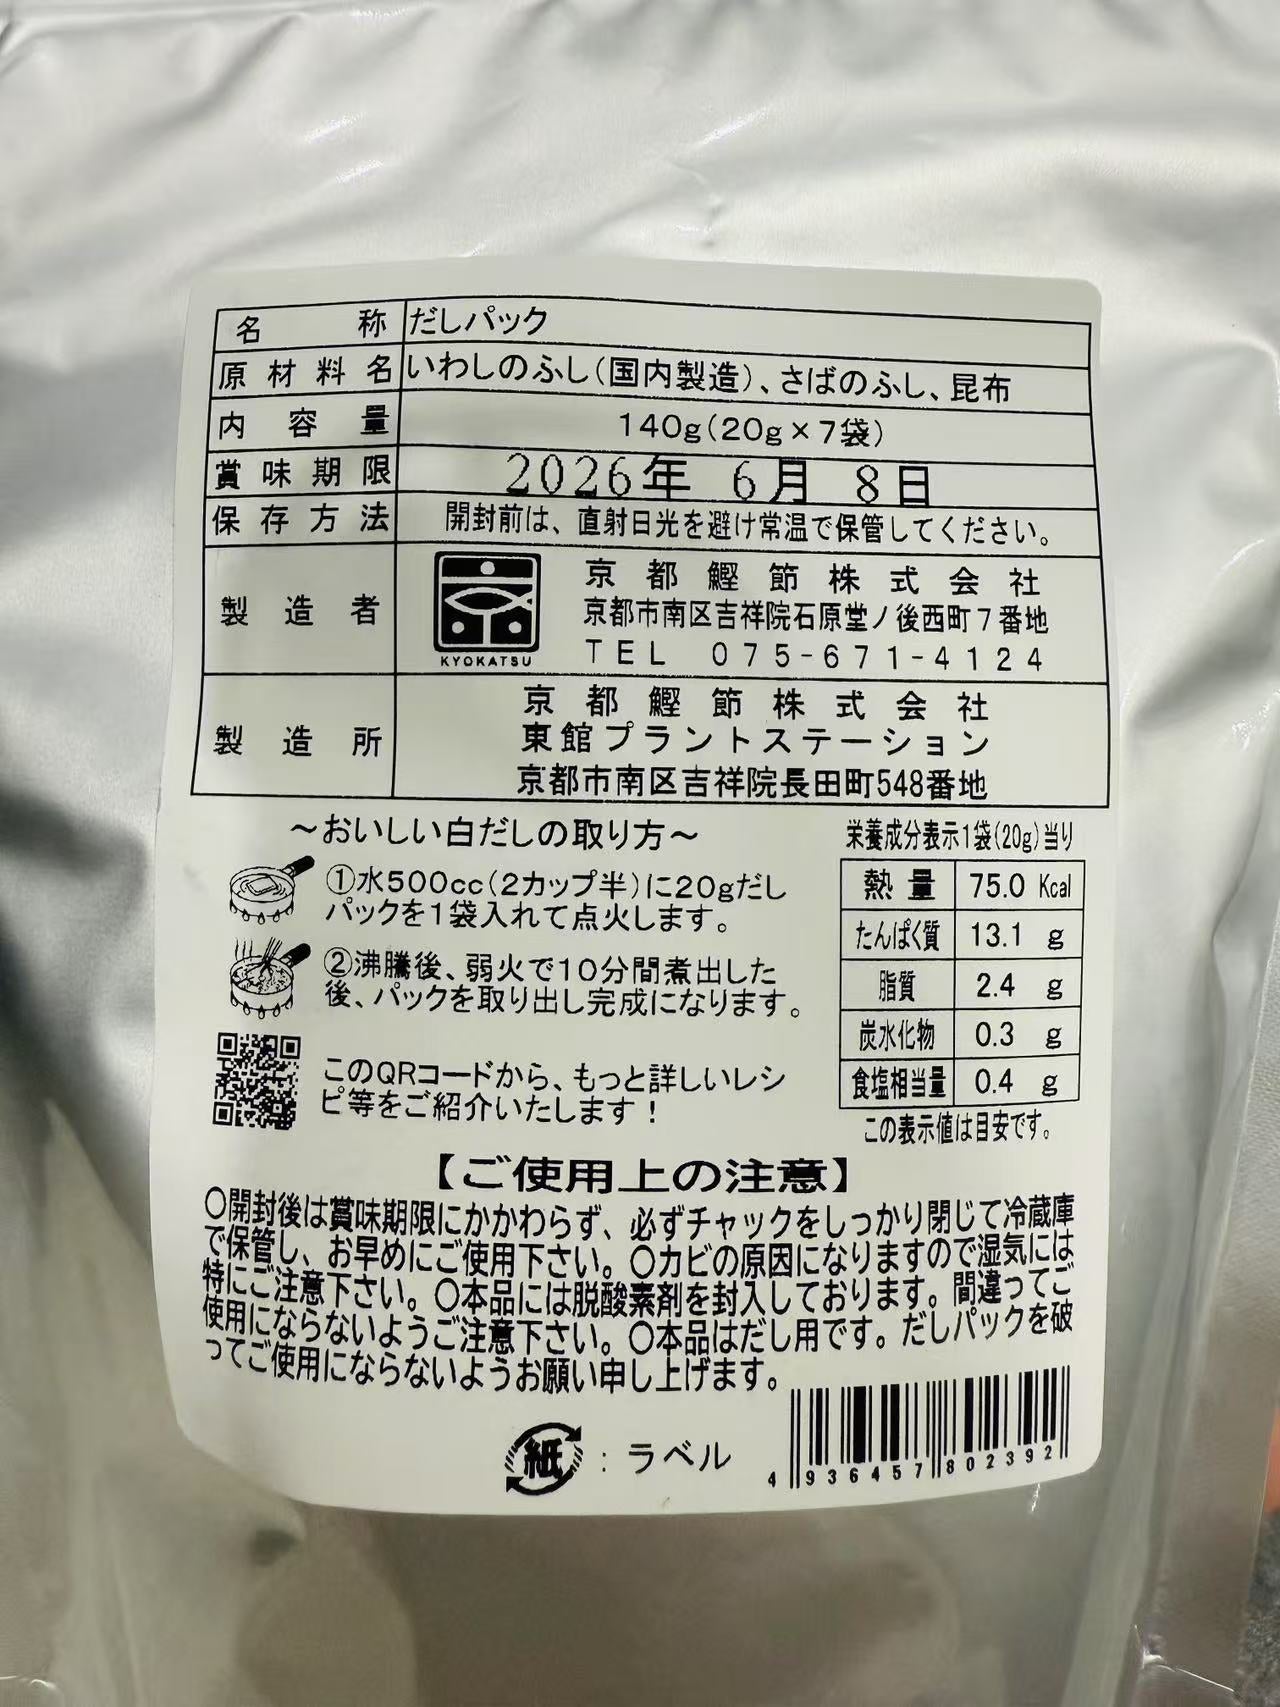 名称 だしパック
原材料名 いわしのふし(国内製造)、さばのふし、昆布
内容量 140g(20g×7袋)
賞味期限 2026年 6月 8日
保存方法 開封前は、直射日光を避け常温で保管してください。
製造者
KYOKATSU
京都鰹節株式会社
京都市南区吉祥院石原堂ノ後西町7番地
TEL 075-671-4124
製造所
京都鰹節株式会社
東館プラントステーション
京都市南区吉祥院長田町548番地
～おいしい白だしの取り方～
①水500cc(2カップ半)に20gだし
パックを1袋入れて点火します。
②沸騰後、弱火で10分間煮出した
後、パックを取り出し完成になります。
このQRコードから、もっと詳しいレシ
ピ等をご紹介いたします!
栄養成分表示1袋(20g)当り
熱量 75.0 Kcal
たんぱく質 13.1 g
脂質 2.4 g
炭水化物 0.3 g
食塩相当量 0.4 g
この表示値は目安です。
【ご使用上の注意】
○開封後は賞味期限にかかわらず、必ずチャックをしっかり閉じて冷蔵庫
で保管し、お早めにご使用下さい。○カビの原因になりますので湿気には
特にご注意下さい。○本品には脱酸素剤を封入しております。間違ってご
使用にならないようご注意下さい。○本品はだし用です。だしパックを破
ってご使用にならないようお願い申し上げます。
紙:ラベル
4936457802392